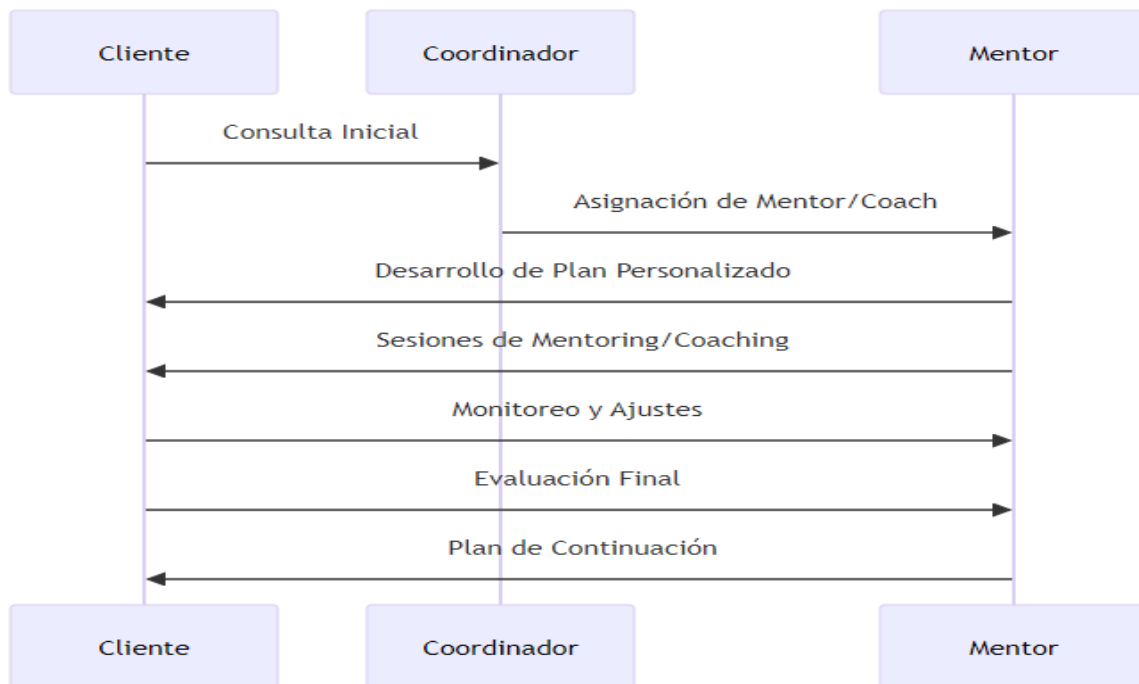 Cliente
Coordinador
Mentor
Consulta Inicial
Asignación de Mentor/Coach
Desarrollo de Plan Personalizado
Sesiones de Mentoring/Coaching
Monitoreo y Ajustes
Evaluación Final
Plan de Continuación
Cliente
Coordinador
Mentor